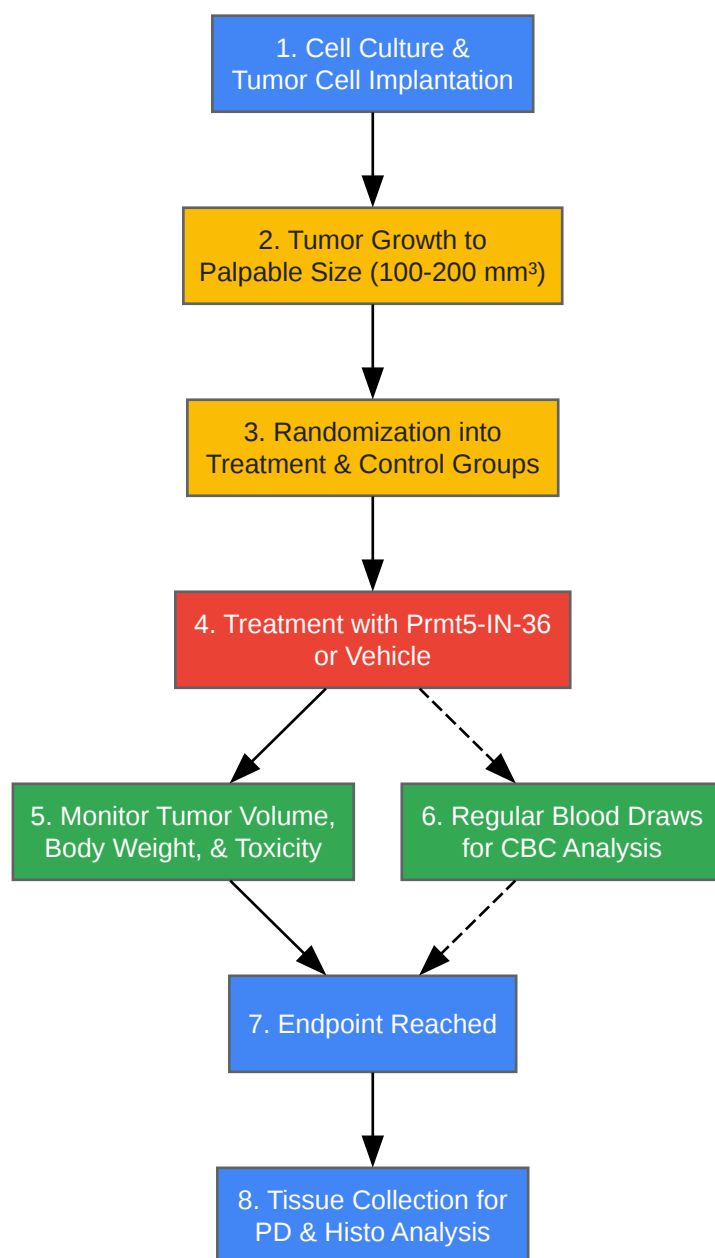 1. Cell Culture &
Tumor Cell Implantation
2. Tumor Growth to
Palpable Size (100-200 mm³)
3. Randomization into
Treatment & Control Groups
4. Treatment with Prmt5-IN-36
or Vehicle
5. Monitor Tumor Volume,
Body Weight, & Toxicity
6. Regular Blood Draws
for CBC Analysis
7. Endpoint Reached
8. Tissue Collection for
PD & Histo Analysis